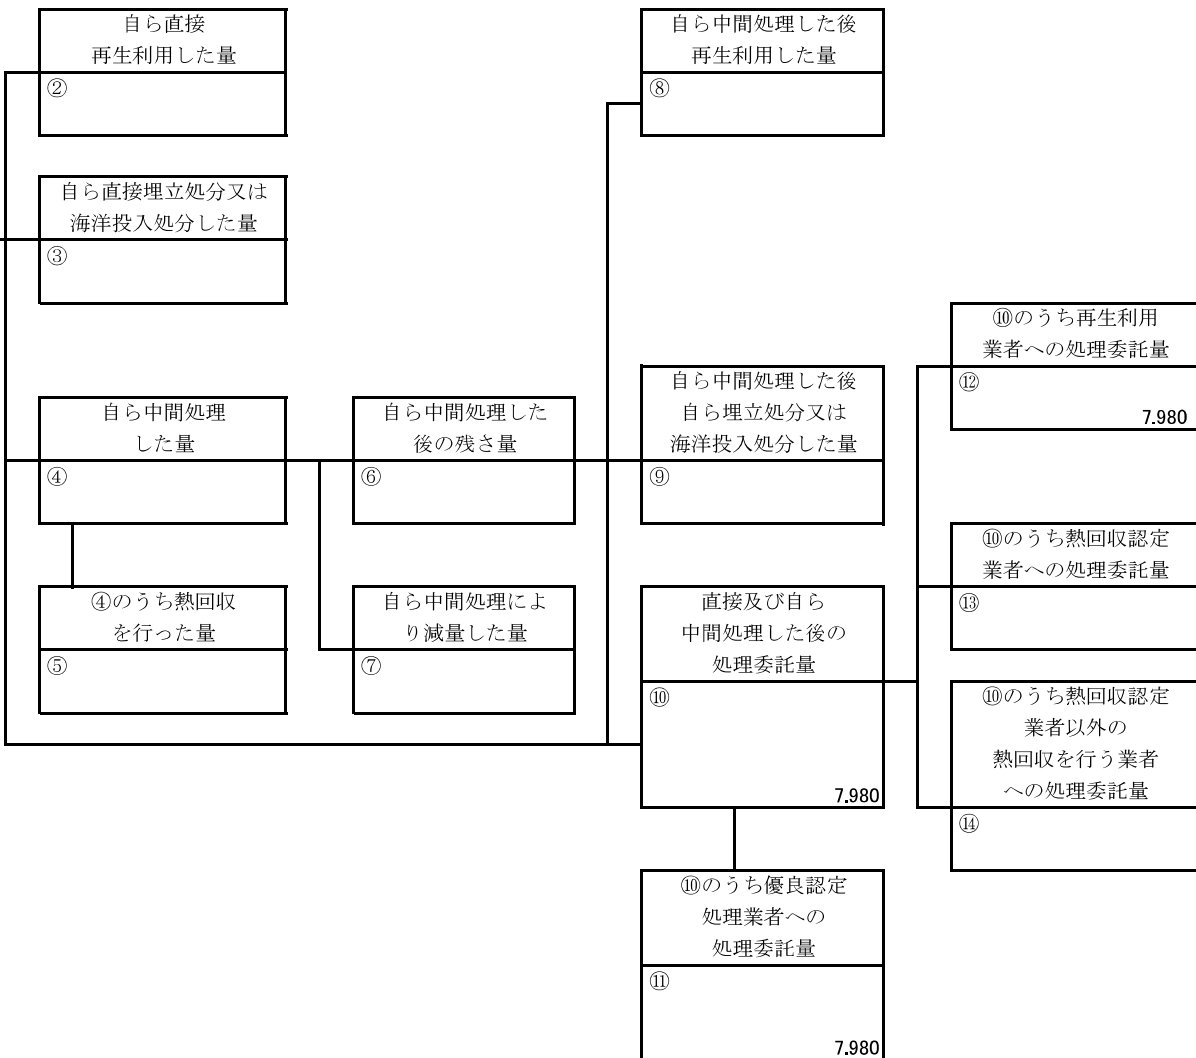 自ら直接
再生利用した量
②
自ら中間処理した後
再生利用した量
⑧
自ら直接埋立処分又は
海洋投入処分した量
③
⑩のうち再生利用
業者への処理委託量
⑫
7.980
自ら中間処理
した量
④
自ら中間処理した
後の残さ量
⑥
自ら中間処理した後
自ら埋立処分又は
海洋投入処分した量
⑨
⑩のうち熱回収認定
業者への処理委託量
⑬
④のうち熱回収
を行った量
⑤
自ら中間処理によ
り減量した量
⑦
直接及び自ら
中間処理した後の
処理委託量
⑩
7.980
⑩のうち熱回収認定
業者以外の
熱回収を行う業者
への処理委託量
⑭
⑩のうち優良認定
処理業者への
処理委託量
⑪
7.980